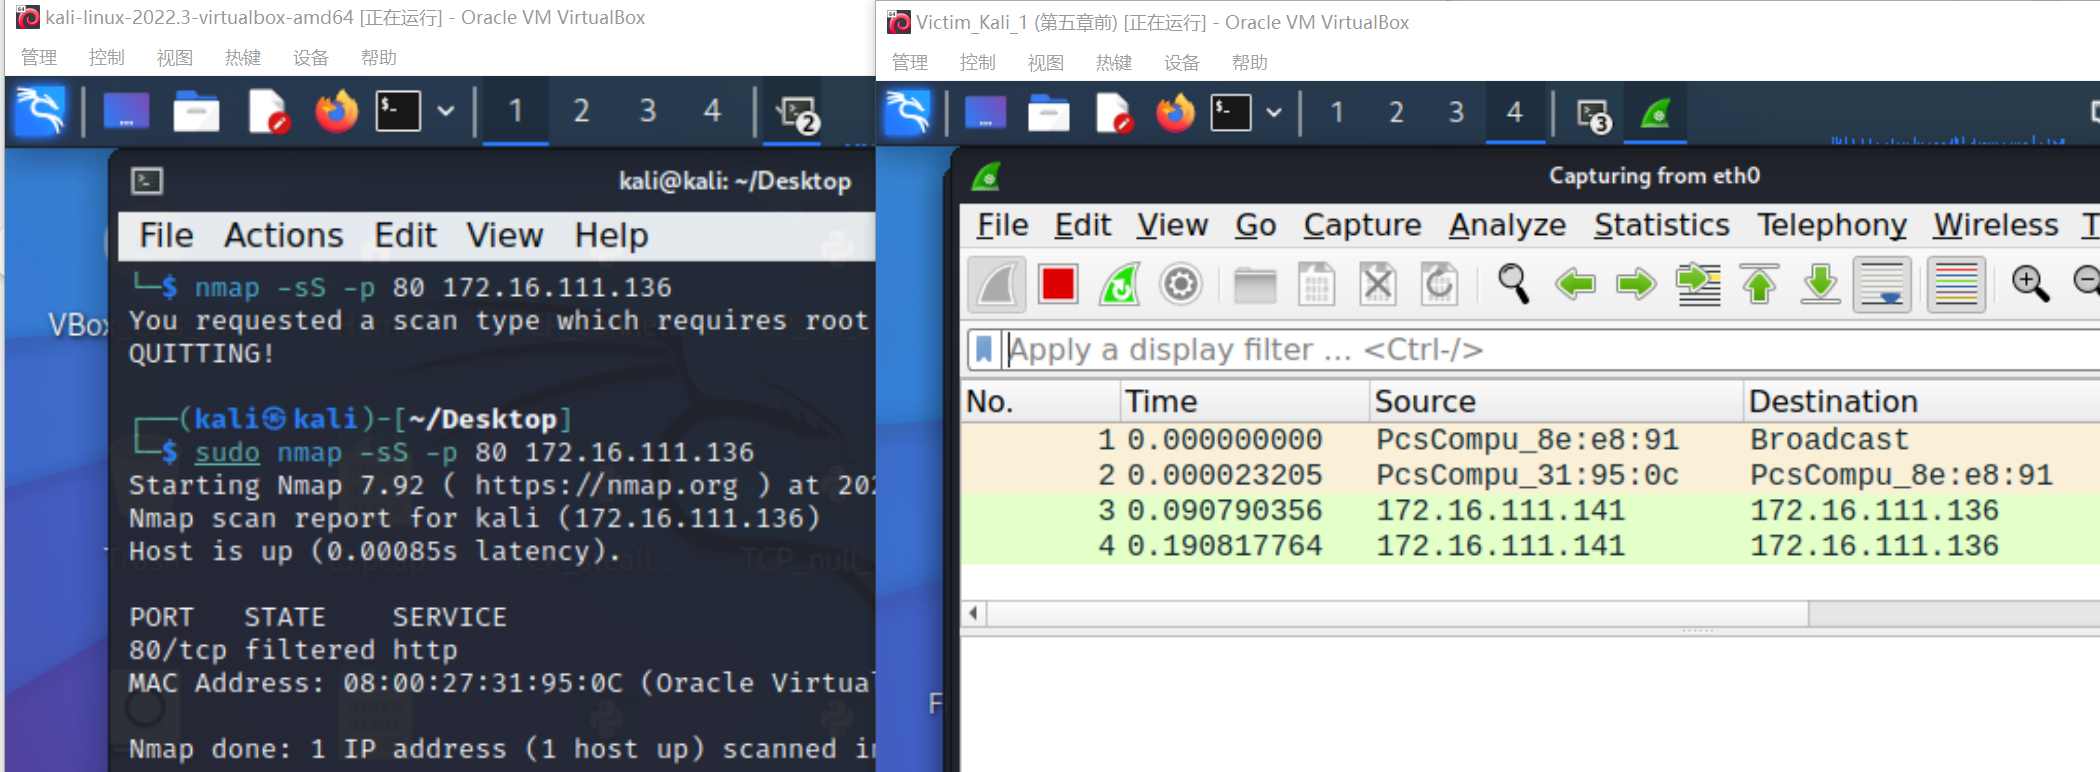 kali-linux-2022.3-virtualbox-amd64 [正在运行] - Oracle VM VirtualBox
管理 控制 视图 热键 设备 帮助
1 2 3 4 2
kali@kali: ~/Desktop
File Actions Edit View Help
└─$ nmap -sS -p 80 172.16.111.136
You requested a scan type which requires root
QUITTING!
┌──(kali㉿kali)-[~/Desktop]
└─$ sudo nmap -sS -p 80 172.16.111.136
Starting Nmap 7.92 ( https://nmap.org ) at 202
Nmap scan report for kali (172.16.111.136)
Host is up (0.00085s latency).
PORT STATE SERVICE
80/tcp filtered http
MAC Address: 08:00:27:31:95:0C (Oracle Virtual
Nmap done: 1 IP address (1 host up) scanned in
VBox
Victim_Kali_1 (第五章前) [正在运行] - Oracle VM VirtualBox
管理 控制 视图 热键 设备 帮助
1 2 3 4 3
Capturing from eth0
File Edit View Go Capture Analyze Statistics Telephony Wireless T
Apply a display filter ... <Ctrl-/>
No. Time Source Destination
1 0.000000000 PcsCompu_8e:e8:91 Broadcast
2 0.000023205 PcsCompu_31:95:0c PcsCompu_8e:e8:91
3 0.090790356 172.16.111.141 172.16.111.136
4 0.190817764 172.16.111.141 172.16.111.136
F